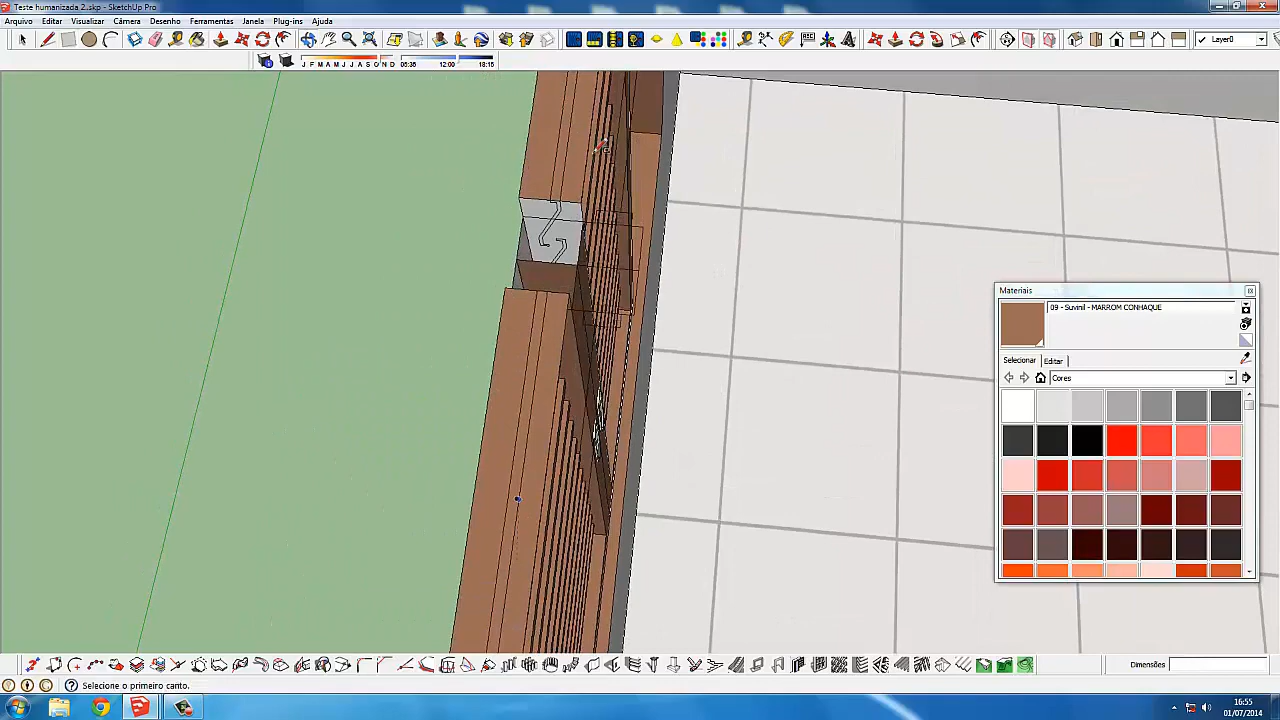 Teste humanizada 2.skp - SketchUp Pro
Arquivo Editar Visualizar Câmera Desenho Ferramentas Janela Plug-ins Ajuda
Layer0
J F M A M J J A S O N D
05:36 12:00 18:15
Materiais
09 - Suvinil - MARROM CONHAQUE
Selecionar Editar
Cores
Dimensões
Selecione o primeiro canto.
16:55
01/07/2014